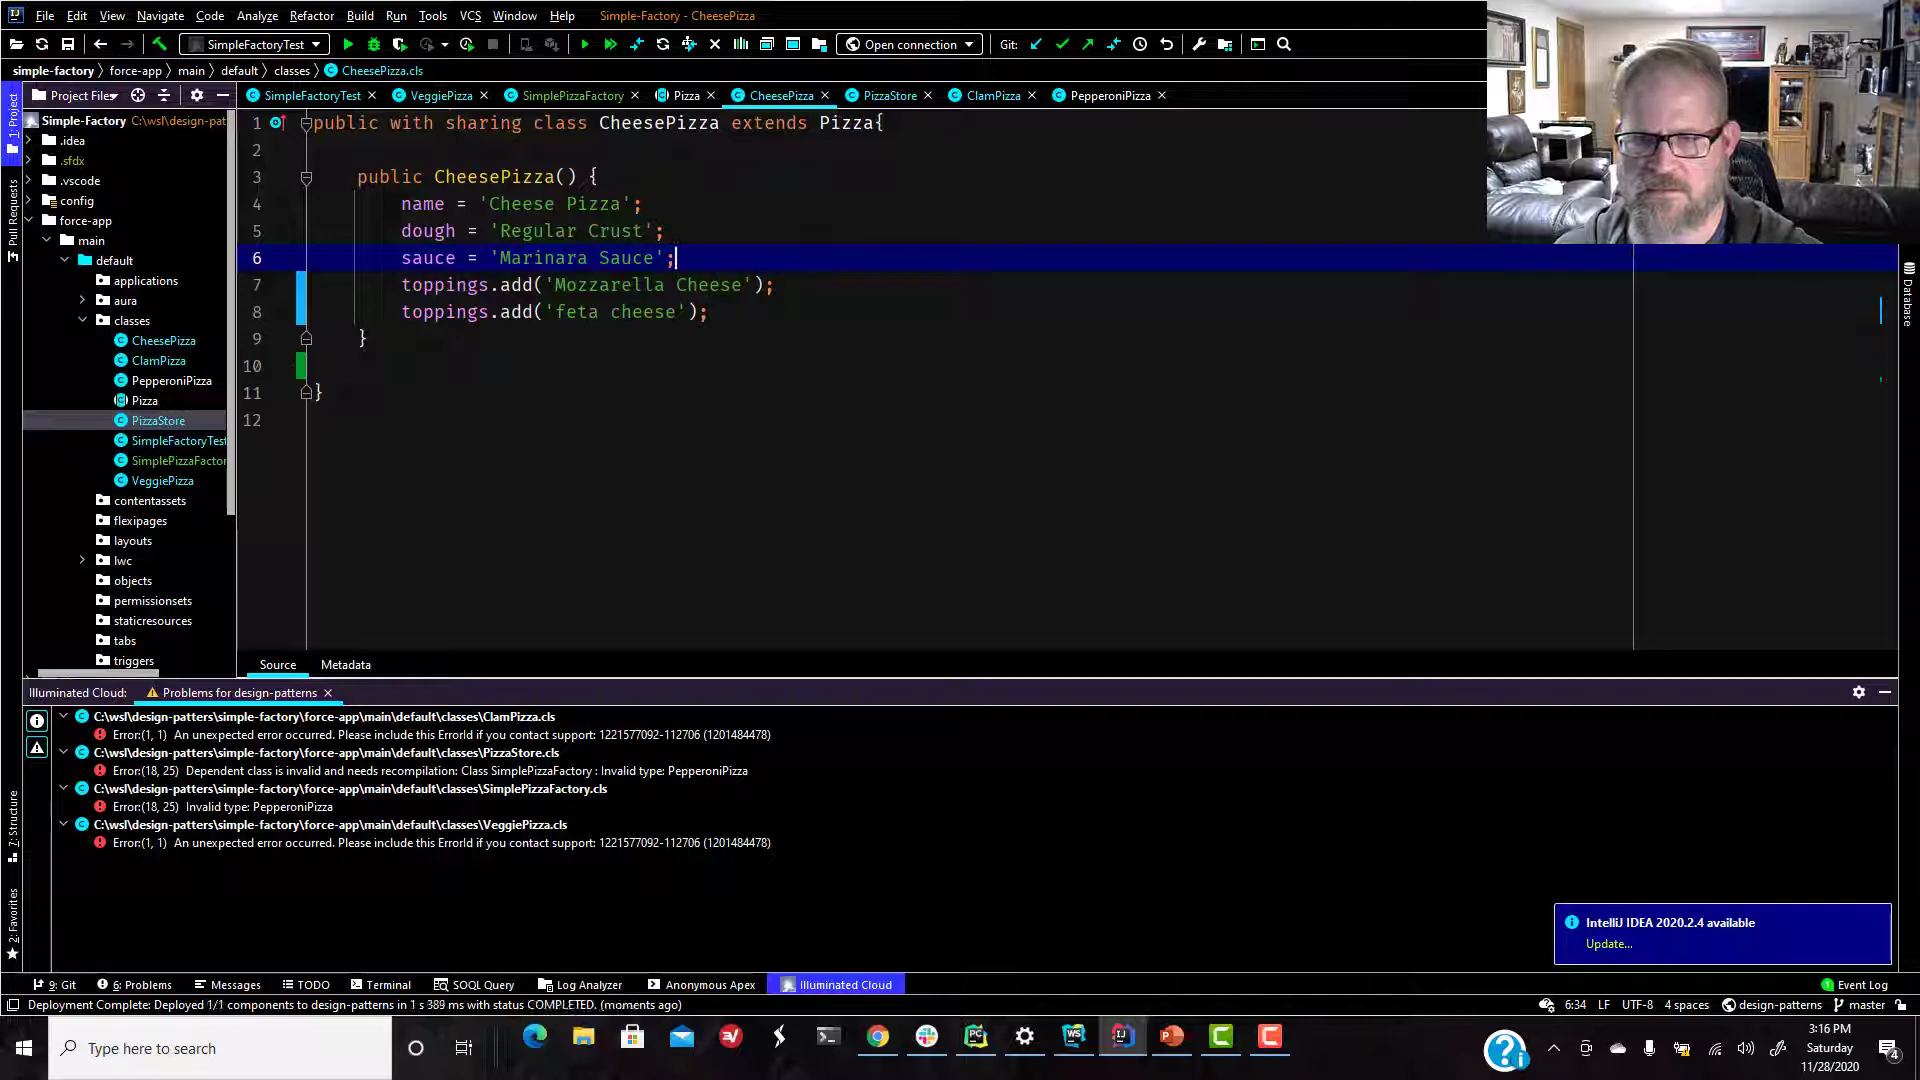 File Edit View Navigate Code Analyze Refactor Build Run Tools VCS Window Help Simple-Factory - CheesePizza
SimpleFactoryTest Open connection Git:
simple-factory force-app main default classes CheesePizza.cls
1: Project
Pull Requests
7: Structure
2: Favorites
Project Files
Simple-Factory C:\wsl\design-pat
.idea
.sfdx
.vscode
config
force-app
main
default
applications
aura
classes
CheesePizza
ClamPizza
PepperoniPizza
Pizza
PizzaStore
SimpleFactoryTest
SimplePizzaFactor
VeggiePizza
contentassets
flexipages
layouts
lwc
objects
permissionsets
staticresources
tabs
triggers
SimpleFactoryTest VeggiePizza SimplePizzaFactory Pizza CheesePizza PizzaStore ClamPizza PepperoniPizza
1 public with sharing class CheesePizza extends Pizza{
2
3 public CheesePizza() {
4 name = 'Cheese Pizza';
5 dough = 'Regular Crust';
6 sauce = 'Marinara Sauce';
7 toppings.add('Mozzarella Cheese');
8 toppings.add('feta cheese');
9 }
10
11 }
12
Database
Source Metadata
Illuminated Cloud: Problems for design-patterns
C:\wsl\design-patters\simple-factory\force-app\main\default\classes\ClamPizza.cls
Error:(1, 1) An unexpected error occurred. Please include this ErrorId if you contact support: 1221577092-112706 (1201484478)
C:\wsl\design-patters\simple-factory\force-app\main\default\classes\PizzaStore.cls
Error:(18, 25) Dependent class is invalid and needs recompilation: Class SimplePizzaFactory : Invalid type: PepperoniPizza
C:\wsl\design-patters\simple-factory\force-app\main\default\classes\SimplePizzaFactory.cls
Error:(18, 25) Invalid type: PepperoniPizza
C:\wsl\design-patters\simple-factory\force-app\main\default\classes\VeggiePizza.cls
Error:(1, 1) An unexpected error occurred. Please include this ErrorId if you contact support: 1221577092-112706 (1201484478)
IntelliJ IDEA 2020.2.4 available
Update...
9: Git 6: Problems Messages TODO Terminal SOQL Query Log Analyzer Anonymous Apex Illuminated Cloud 1 Event Log
Deployment Complete: Deployed 1/1 components to design-patterns in 1 s 389 ms with status COMPLETED. (moments ago) 6:34 LF UTF-8 4 spaces design-patterns master
Type here to search
3:16 PM
Saturday
11/28/2020
4